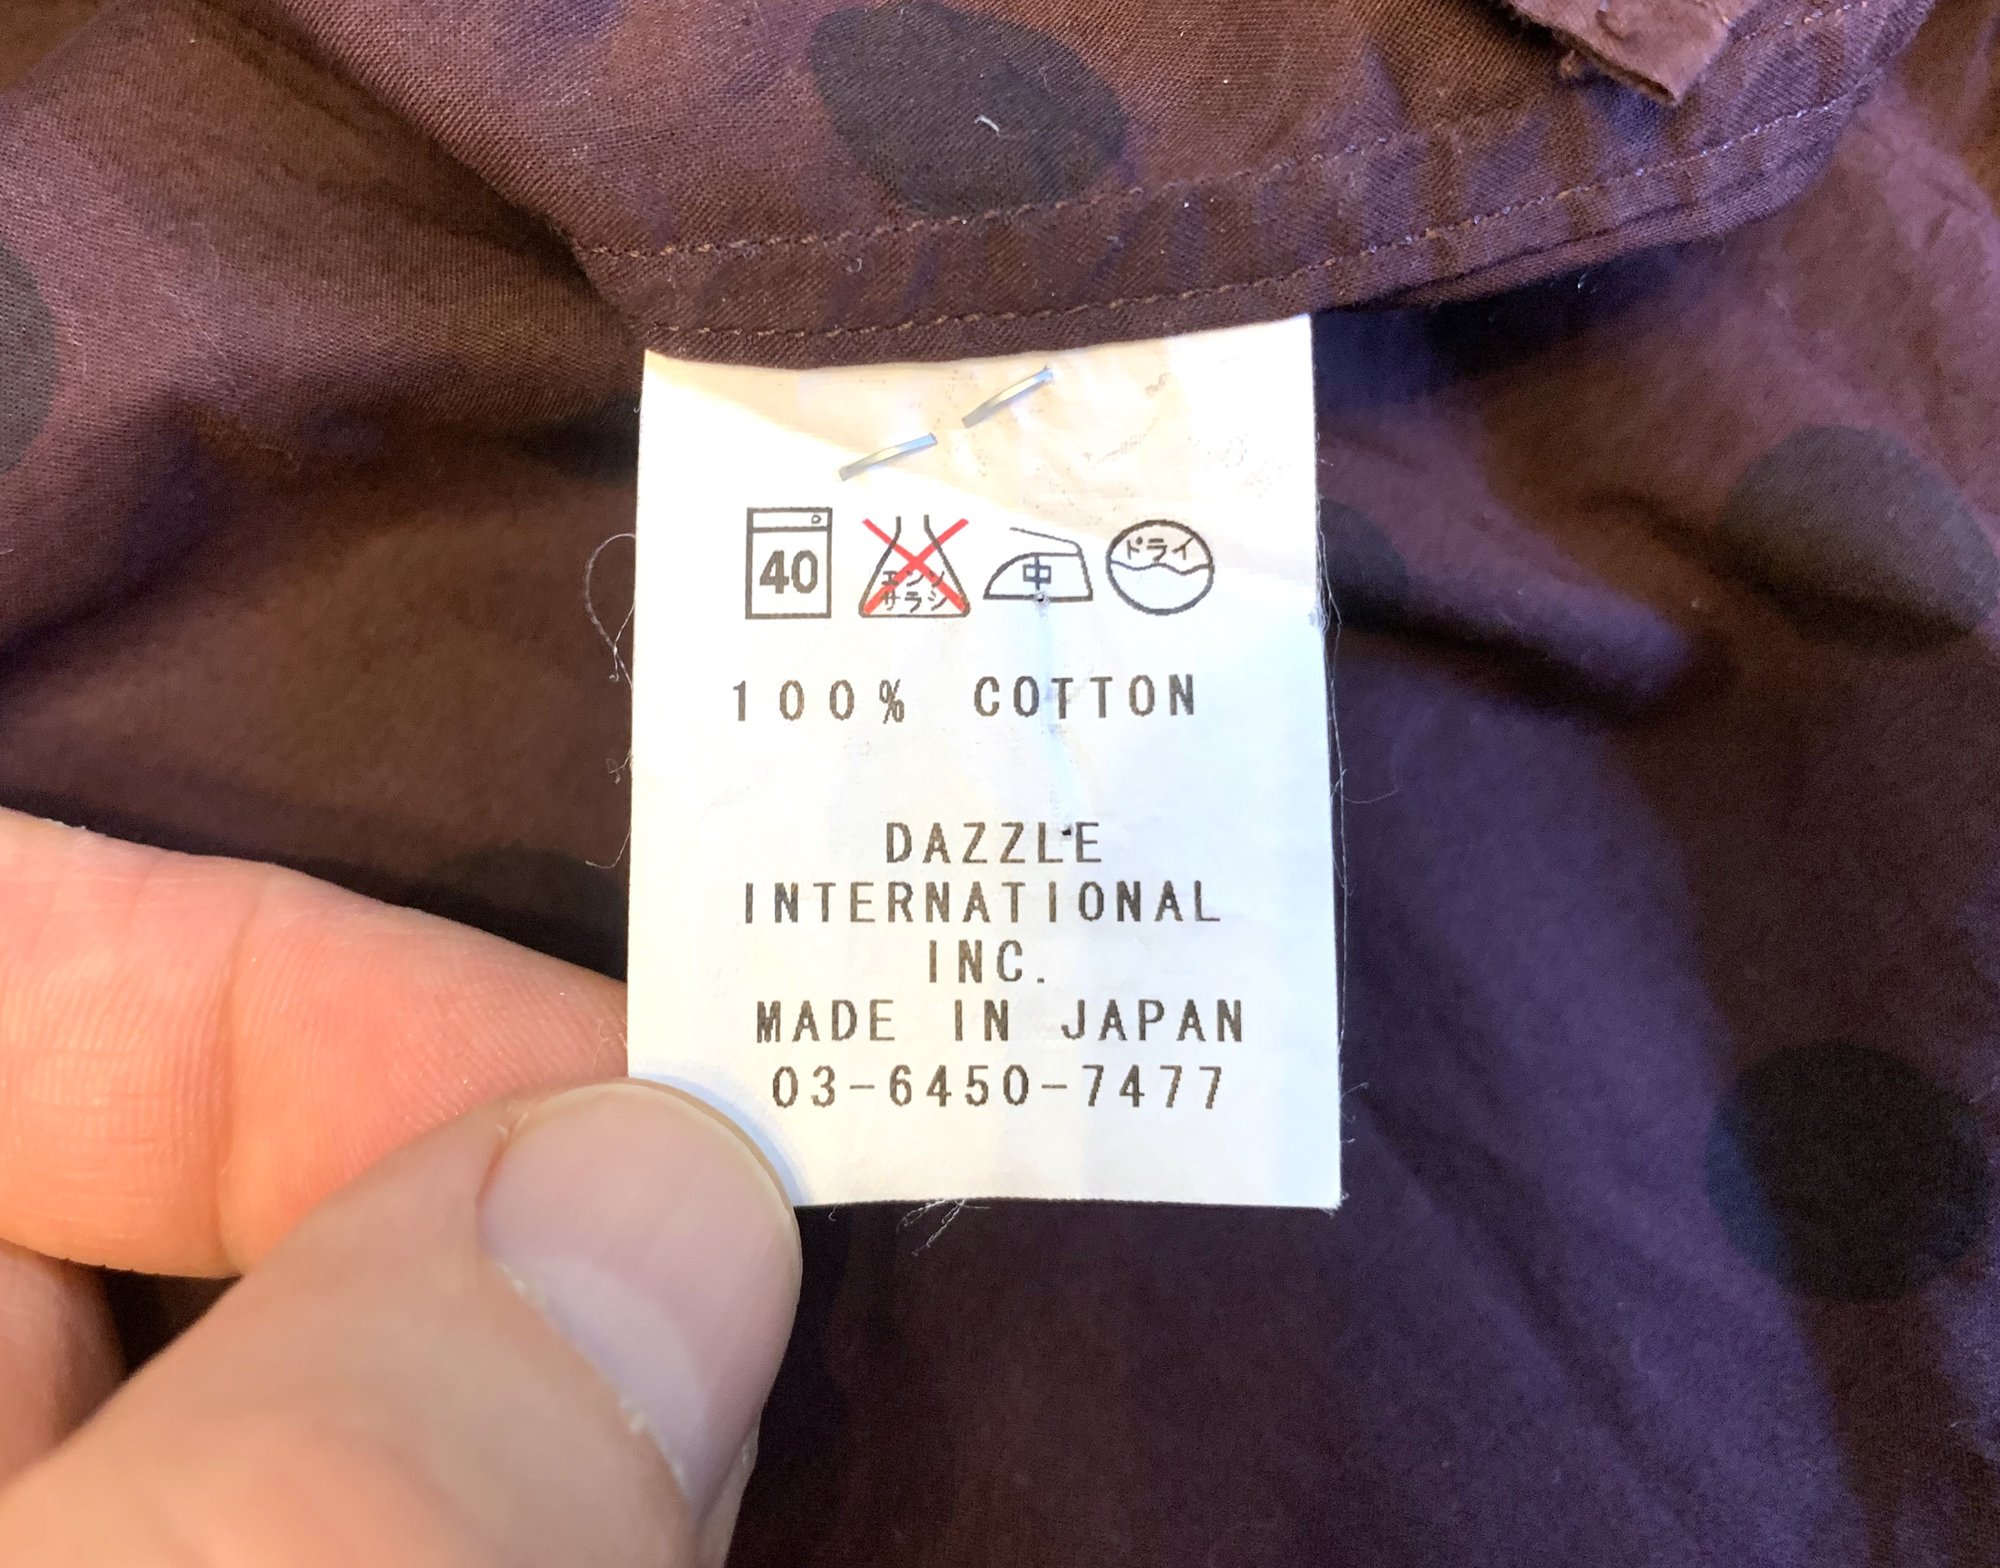 40 エンソ サラシ 中 ドライ
100% COTTON
DAZZLE
INTERNATIONAL
INC.
MADE IN JAPAN
03-6450-7477